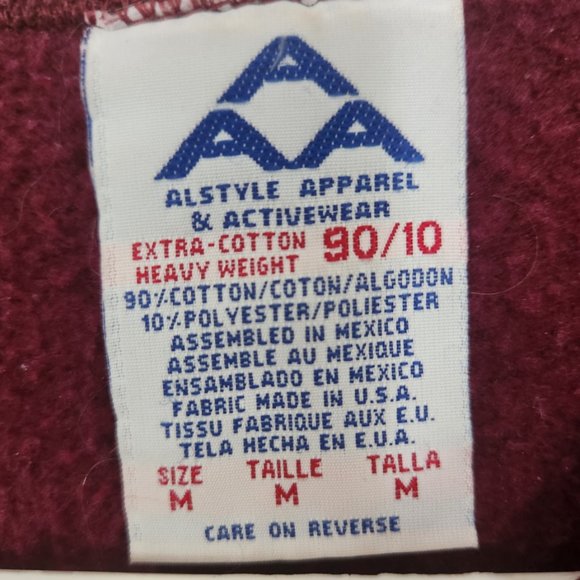 A
A A
ALSTYLE APPAREL
& ACTIVEWEAR
EXTRA-COTTON 90/10
HEAVY WEIGHT
90%COTTON/COTON/ALGODON
10%POLYESTER/POLIESTER
ASSEMBLED IN MEXICO
ASSEMBLE AU MEXIQUE
ENSAMBLADO EN MEXICO
FABRIC MADE IN U.S.A.
TISSU FABRIQUE AUX E.U.
TELA HECHA EN E.U.A.
SIZE TAILLE TALLA
M M M
CARE ON REVERSE